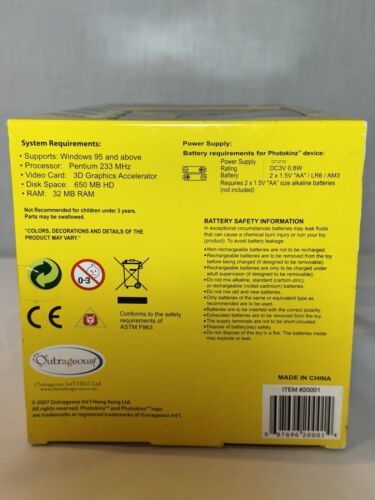 System Requirements:
• Supports: Windows 95 and above
• Processor: Pentium 233 MHz
• Video Card: 3D Graphics Accelerator
• Disk Space: 650 MB HD
• RAM: 32 MB RAM
Not Recommended for children under 3 years.
Parts may be swallowed.
"COLORS, DECORATIONS AND DETAILS OF THE
PRODUCT MAY VARY."
0-3
CE
Conforms to the safety
requirements of
ASTM F963
Outrageous!
Outrageous Int'l HKG Ltd.
© 2007 Outrageous Int'l Hong Kong Ltd
All Rights Reserved. Photokinz™ and Photokinz™ logo
are trademark or registered trademark of Outrageous Int'l.
Power Supply:
Battery requirements for Photokinz™ device:
Power Supply :
Rating : DC3V 0.8W
Battery : 2 x 1.5V "AA" / LR6 / AM3
Requires 2 x 1.5V "AA" size alkaline batteries
(not included)
BATTERY SAFETY INFORMATION
In exceptional circumstances batteries may leak fluids
that can cause a chemical burn injury or ruin your (key)
product. To avoid battery leakage:
•Non-rechargeable batteries are not to be recharged.
•Rechargeable batteries are to be removed from the toy
before being charged (if designed to be removable)
•Rechargeable batteries are only to be charged under
adult supervision (if designed to be removable)
•Do not mix alkaline, standard (carbon-zinc),
or rechargeable (nickel-cadmium) batteries.
•Do not mix old and new batteries.
•Only batteries of the same or equivalent type as
recommended are to be used.
•Batteries are to be inserted with the correct polarity.
•Exhausted batteries are to be removed from the toy
•The supply terminals are not to be short-circuited
•Dispose of battery(ies) safely.
•Do not dispose of this toy in a fire. The batteries inside
may explode or leak.
MADE IN CHINA
ITEM #20001
87696 20001 4